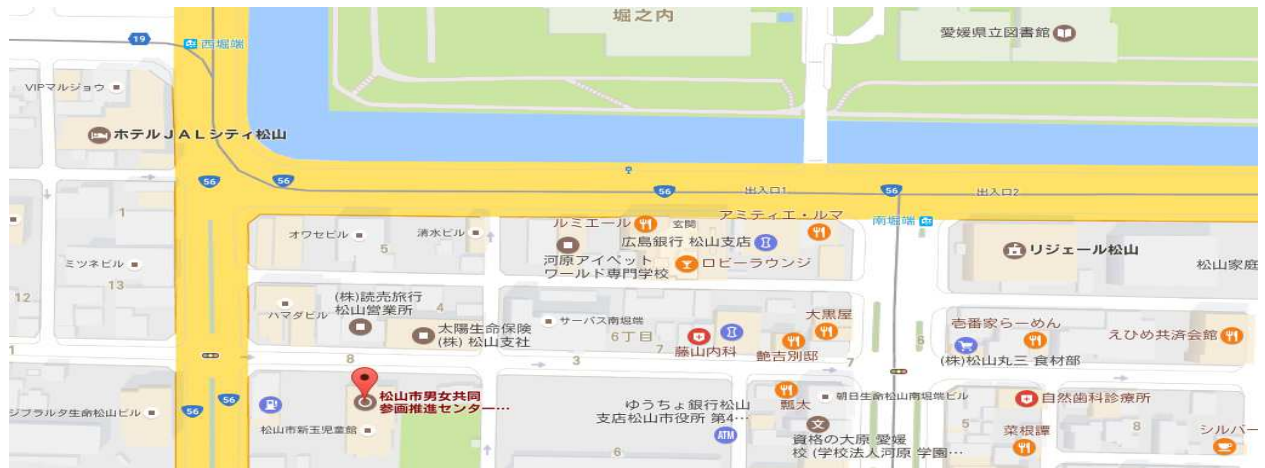 堀之内
愛媛県立図書館
19
西堀端
VIPマルジョウ
ホテルJALシティ松山
56
56
56
出入口1
56
出入口2
1
オワセビル
5
清水ビル
ルミエール
玄関
アミティエ・ルマ
南堀端
広島銀行 松山支店
河原アイペット
ワールド専門学校
ロビーラウンジ
リジェール松山
松山家庭
ミツネビル
13
12
ハマダビル
(株)読売旅行
松山営業所
4
太陽生命保険
(株) 松山支社
サーパス南堀端
6丁目
7
藤山内科
大黒屋
艶吉別邸
7
6
壱番家らーめん
(株)松山丸三 食材部
えひめ共済会館
1
8
3
56
56
ジブラルタ生命松山ビル
松山市男女共同
参画推進センター…
松山市新玉児童館
ゆうちょ銀行松山
支店松山市役所 第4…
ATM
6
瓢太
朝日生命松山南堀端ビル
文
資格の大原 愛媛
校 (学校法人河原 学園…
自然歯科診療所
5
菜根譚
8
シルバー